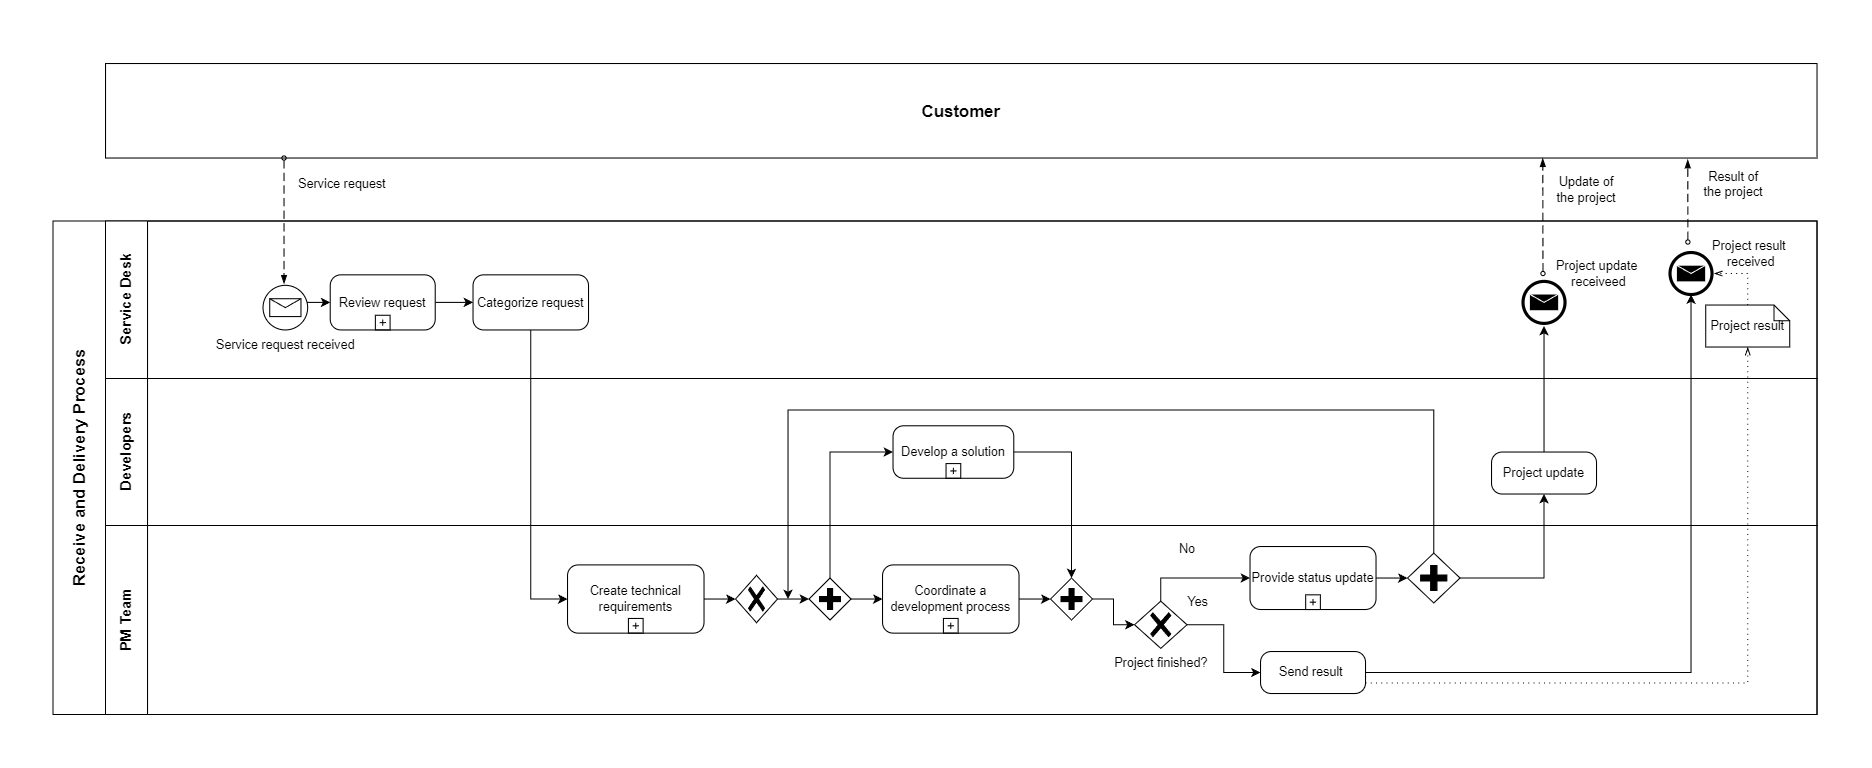 Customer
Service request
Update of
the project
Result of
the project
Receive and Delivery Process
Service Desk
Service request received
Review request
Categorize request
Project update
receiveed
Project result
received
Project result
Developers
Develop a solution
Project update
PM Team
Create technical
requirements
Coordinate a
development process
Project finished?
No
Yes
Provide status update
Send result